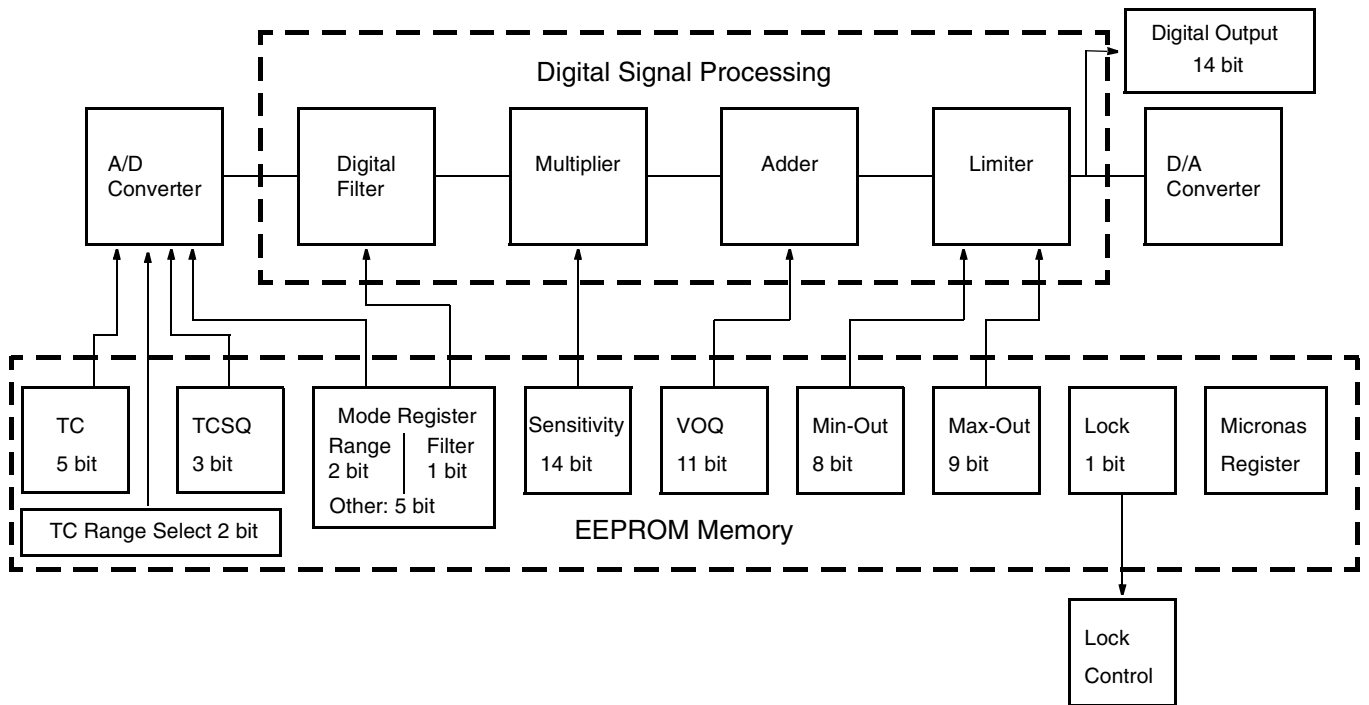 Digital Output
14 bit
Digital Signal Processing
A/D
Converter
Digital
Filter
Multiplier
Adder
Limiter
D/A
Converter
TC
5 bit
TCSQ
3 bit
Mode Register
Range
2 bit
Filter
1 bit
Other: 5 bit
Sensitivity
14 bit
VOQ
11 bit
Min-Out
8 bit
Max-Out
9 bit
Lock
1 bit
Micronas
Register
TC Range Select 2 bit
EEPROM Memory
Lock
Control